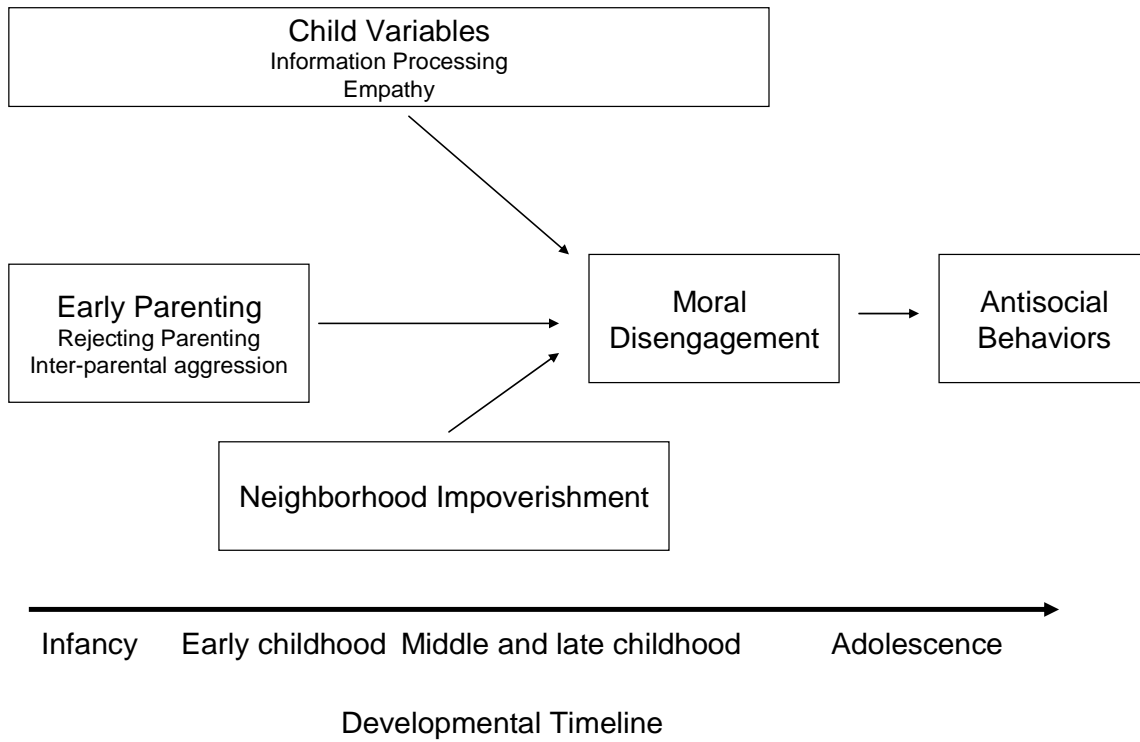 Child Variables
Information Processing
Empathy
Early Parenting
Rejecting Parenting
Inter-parental aggression
Moral
Disengagement
Antisocial
Behaviors
Neighborhood Impoverishment
Infancy Early childhood Middle and late childhood Adolescence
Developmental Timeline